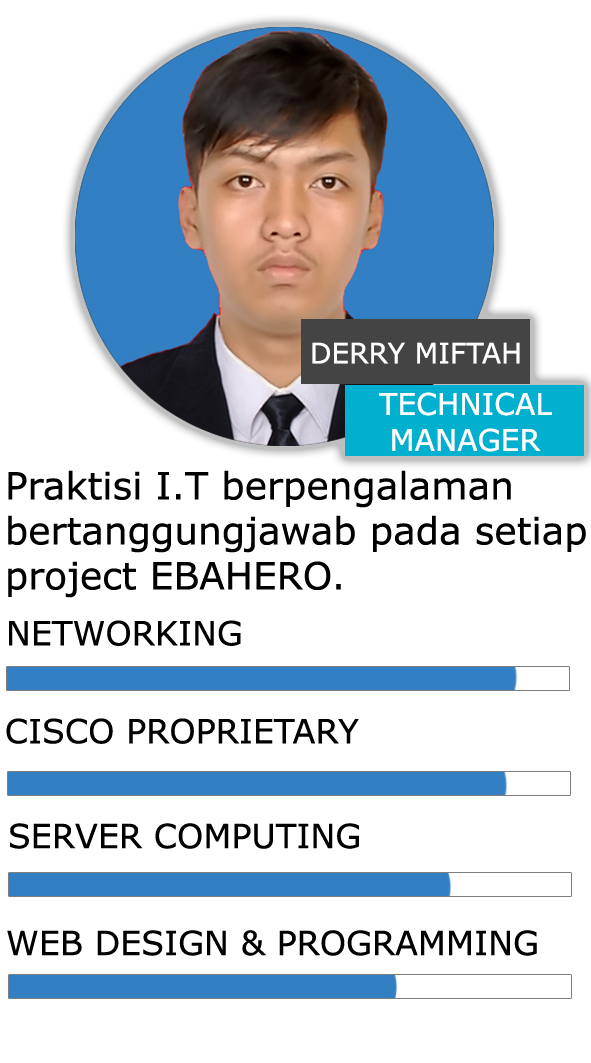 DERRY MIFTAH
TECHNICAL
MANAGER
Praktisi I.T berpengalaman
bertanggungjawab pada setiap
project EBAHERO.
NETWORKING
CISCO PROPRIETARY
SERVER COMPUTING
WEB DESIGN & PROGRAMMING